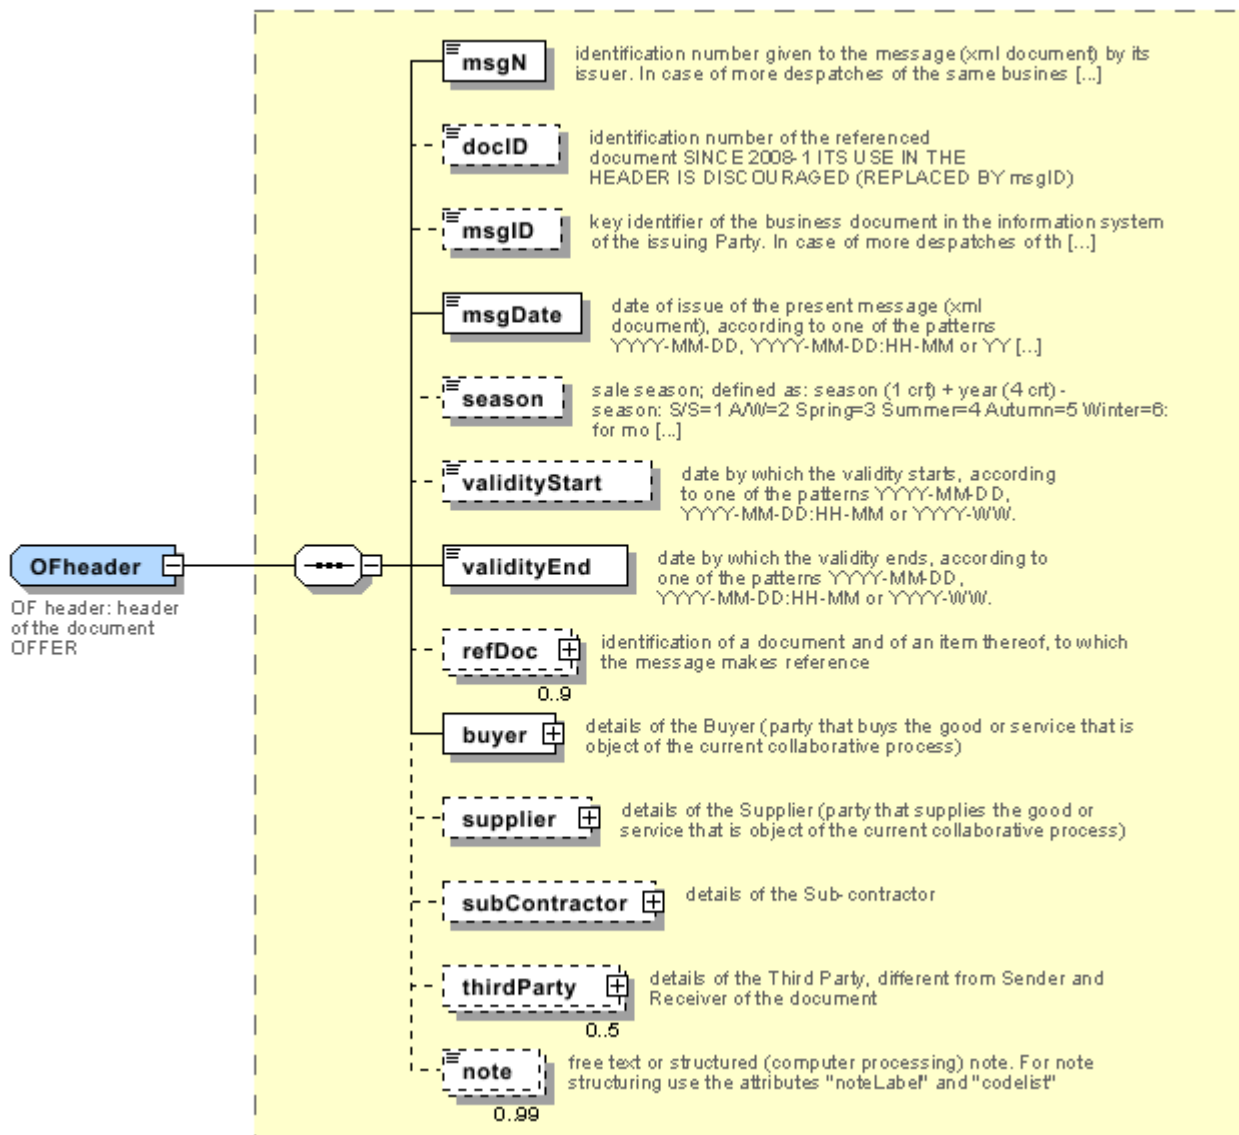 msgN
identification number given to the message (xml document) by its
issuer. In case of more despatches of the same busines [...]
docID
identification number of the referenced
document SINCE 2008-1 ITS USE IN THE
HEADER IS DISCOURAGED (REPLACED BY msgID)
msgID
key identifier of the business document in the information system
of the issuing Party. In case of more despatches of th [...]
msgDate
date of issue of the present message (xml
document), according to one of the patterns
YYYY-MM-DD, YYYY-MM-DD:HH-MM or YY [...]
season
sale season; defined as: season (1 crt) + year (4 crt) -
season: S/S=1 A/W=2 Spring=3 Summer=4 Autumn=5 Winter=6:
for mo [...]
validityStart
date by which the validity starts, according
to one of the patterns YYYY-MM-DD,
YYYY-MM-DD:HH-MM or YYYY-WW.
OFheader
OF header: header
of the document
OFFER
validityEnd
date by which the validity ends, according to
one of the patterns YYYY-MM-DD,
YYYY-MM-DD:HH-MM or YYYY-WW.
refDoc
0..9
identification of a document and of an item thereof, to which
the message makes reference
buyer
details of the Buyer (party that buys the good or service that is
object of the current collaborative process)
supplier
details of the Supplier (party that supplies the good or
service that is object of the current collaborative process)
subContractor
details of the Sub-contractor
thirdParty
0..5
details of the Third Party, different from Sender and
Receiver of the document
note
0..99
free text or structured (computer processing) note. For note
structuring use the attributes "noteLabel" and "codelist"